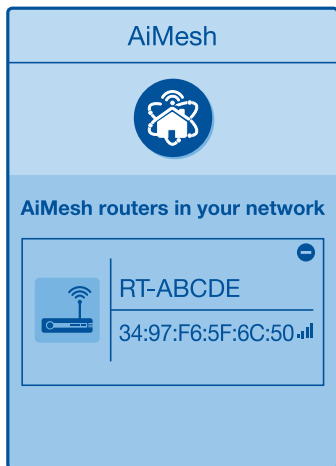 AiMesh
AiMesh routers in your network
RT-ABCDE
34:97:F6:5F:6C:50